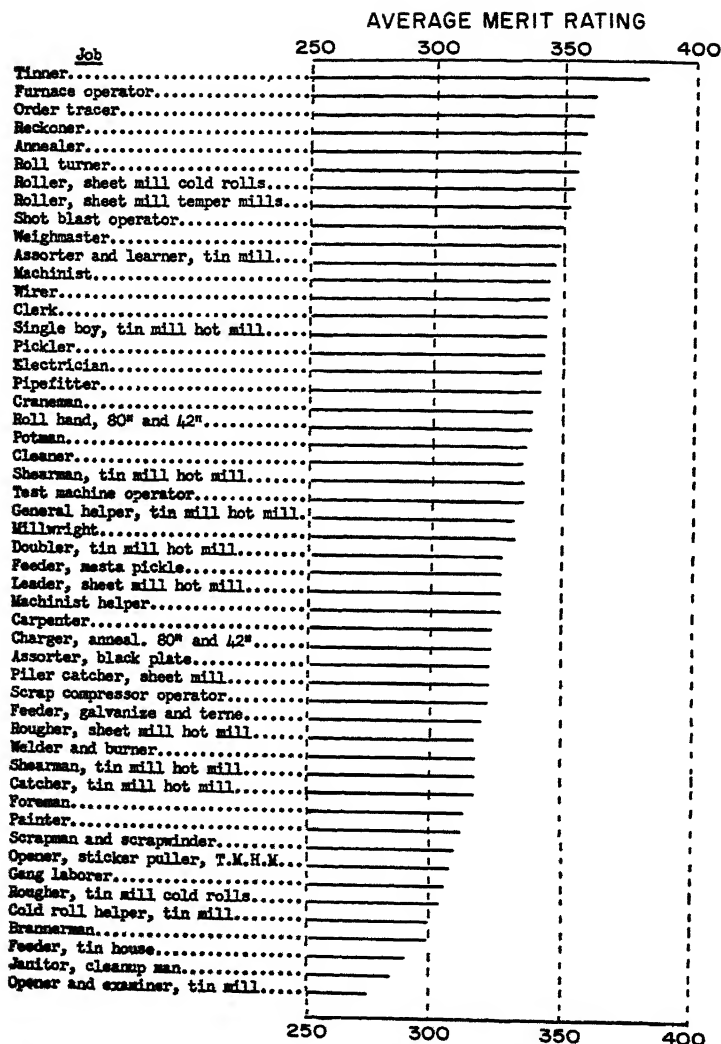 AVERAGE MERIT RATING
Job 250 300 350 400
Tinner
Furnace operator
Order tracer
Reckoner
Annealer
Roll turner
Roller, sheet mill cold rolls
Roller, sheet mill temper mills
Shot blast operator
Weighmaster
Assorter and learner, tin mill
Machinist
Wirer
Clerk
Single boy, tin mill hot mill
Pickler
Electrician
Pipefitter
Craneman
Roll hand, 80" and 42"
Potman
Cleaner
Shearman, tin mill hot mill
Test machine operator
General helper, tin mill hot mill
Millwright
Doubler, tin mill hot mill
Feeder, mesta pickle
Leader, sheet mill hot mill
Machinist helper
Carpenter
Charger, anneal. 80" and 42"
Assorter, black plate
Piler catcher, sheet mill
Scrap compressor operator
Feeder, galvanize and terne
Rougher, sheet mill hot mill
Welder and burner
Shearman, tin mill hot mill
Catcher, tin mill hot mill
Foreman
Painter
Scrapman and scrapwinder
Opener, sticker puller, T.M.H.M.
Gang laborer
Rougher, tin mill cold rolls
Cold roll helper, tin mill
Brannerman
Feeder, tin house
Janitor, cleanup man
Opener and examiner, tin mill
250 300 350 400